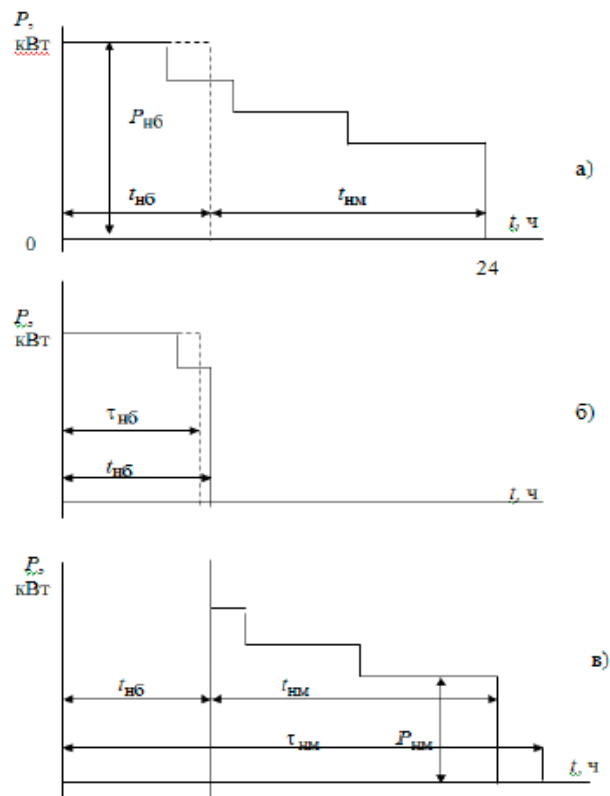 P,
кВт
Pнб
а)
tнб
tнм
t, ч
0
24
P,
кВт
τнб
б)
tнб
t, ч
P,
кВт
в)
tнб
tнм
τнм
Pнм
t, ч